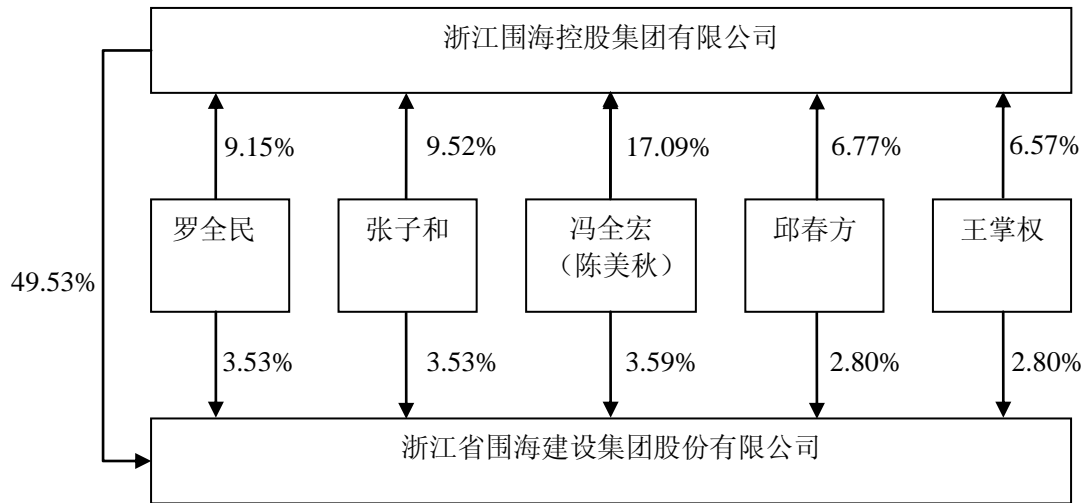 浙江围海控股集团有限公司
9.15%
9.52%
17.09%
6.77%
6.57%
罗全民
张子和
冯全宏
（陈美秋）
邱春方
王掌权
49.53%
3.53%
3.53%
3.59%
2.80%
2.80%
浙江省围海建设集团股份有限公司